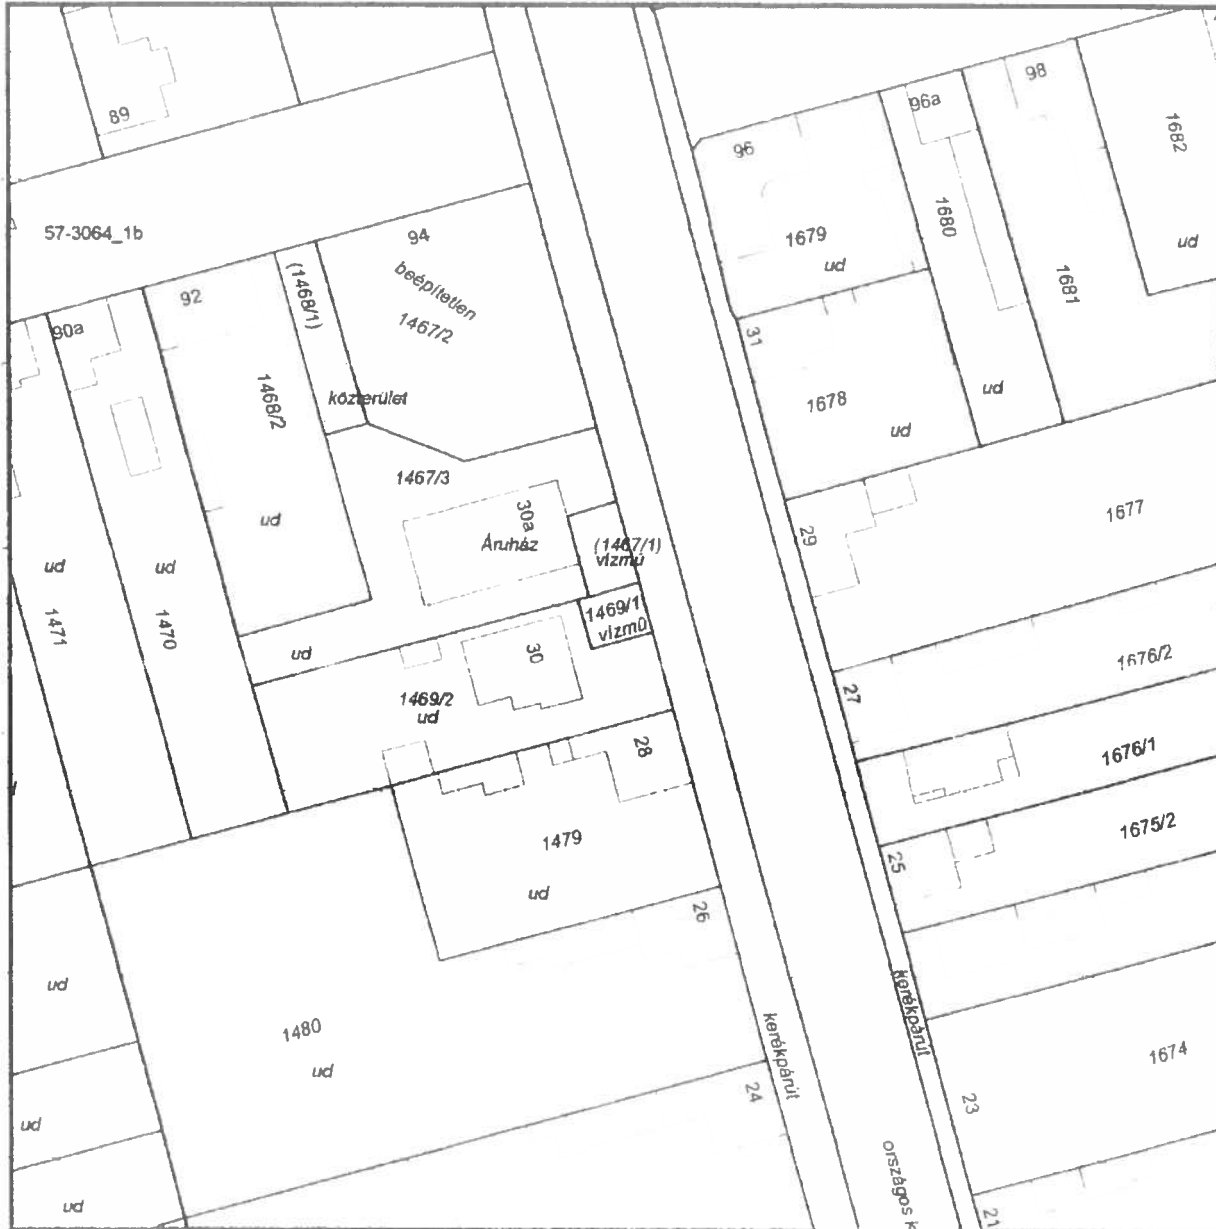 89
98
96a
1682
96
57-3064_1b
1680
94
1679
ud
ud
beépítetlen
(1468/1)
1681
92
1467/2
90a
31
1468/2
közterület
ud
1678
ud
1467/3
30a
1677
ud
Áruház
29
(1467/1)
vízmű
ud
ud
1469/1
vízmű
1471
1470
ud
30
1676/2
27
1469/2
ud
28
1676/1
1675/2
1479
25
ud
26
ud
kerékpárút
1480
kerékpárút
1674
ud
24
23
ud
országos k
ud
21